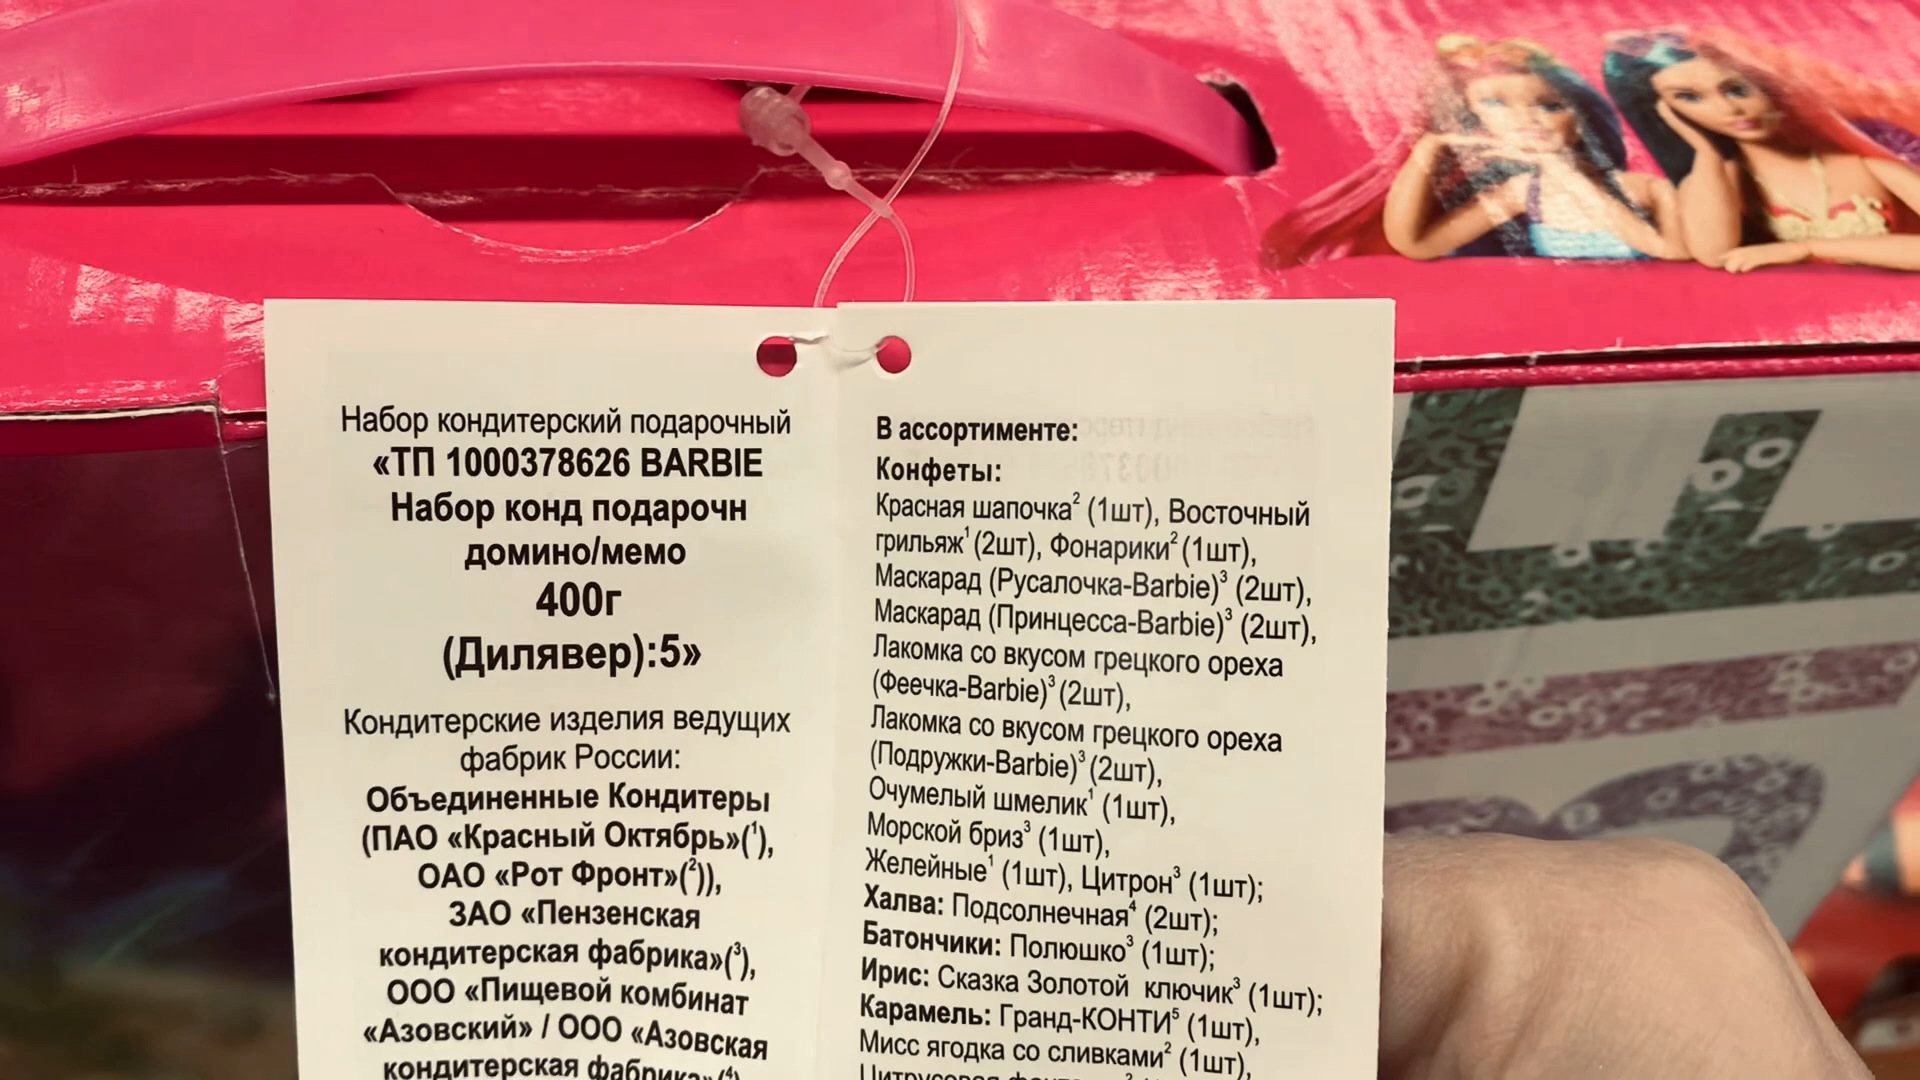 Набор кондитерский подарочный
«ТП 1000378626 BARBIE
Набор конд подарочн
домино/мемо
400г
(Дилявер):5»
Кондитерские изделия ведущих
фабрик России:
Объединенные Кондитеры
(ПАО «Красный Октябрь»(¹),
ОАО «Рот Фронт»(²)),
ЗАО «Пензенская
кондитерская фабрика»(³),
ООО «Пищевой комбинат
«Азовский» / ООО «Азовская
кондитерская фабрика»(⁴)
В ассортименте:
Конфеты:
Красная шапочка² (1шт), Восточный
грильяж¹ (2шт), Фонарики² (1шт),
Маскарад (Русалочка-Barbie)³ (2шт),
Маскарад (Принцесса-Barbie)³ (2шт),
Лакомка со вкусом грецкого ореха
(Феечка-Barbie)³ (2шт),
Лакомка со вкусом грецкого ореха
(Подружки-Barbie)³ (2шт),
Очумелый шмелик¹ (1шт),
Морской бриз³ (1шт),
Желейные¹ (1шт), Цитрон³ (1шт);
Халва: Подсолнечная⁴ (2шт);
Батончики: Полюшко³ (1шт);
Ирис: Сказка Золотой ключик³ (1шт);
Карамель: Гранд-КОНТИ⁵ (1шт),
Мисс ягодка со сливками² (1шт),
Цитрусовая